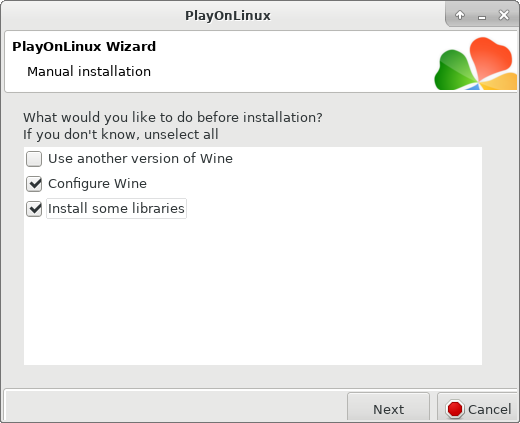 PlayOnLinux
PlayOnLinux Wizard
Manual installation
What would you like to do before installation?
If you don't know, unselect all
Use another version of Wine
Configure Wine
Install some libraries
Next
Cancel